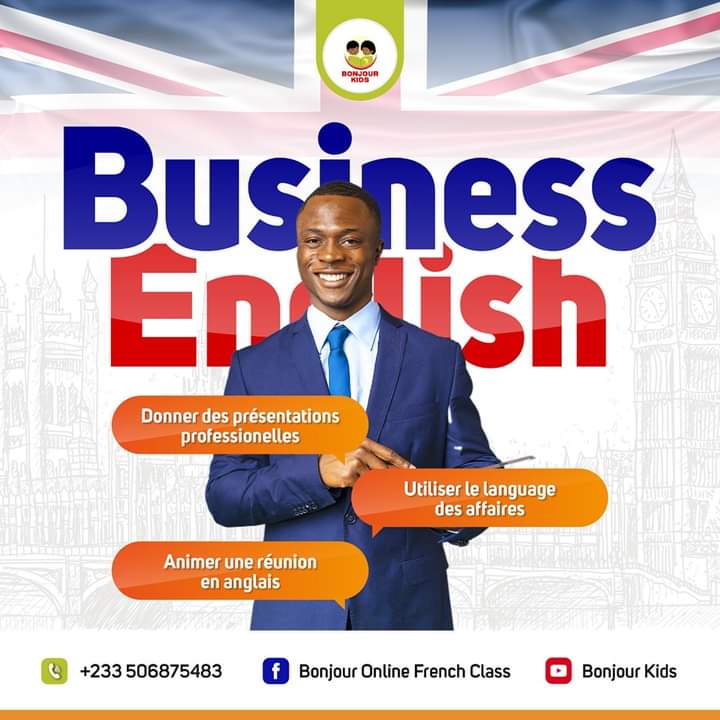 BONJOUR
KIDS
Business
English
Donner des présentations
professionelles
Utiliser le language
des affaires
Animer une réunion
en anglais
+233 506875483
Bonjour Online French Class
Bonjour Kids